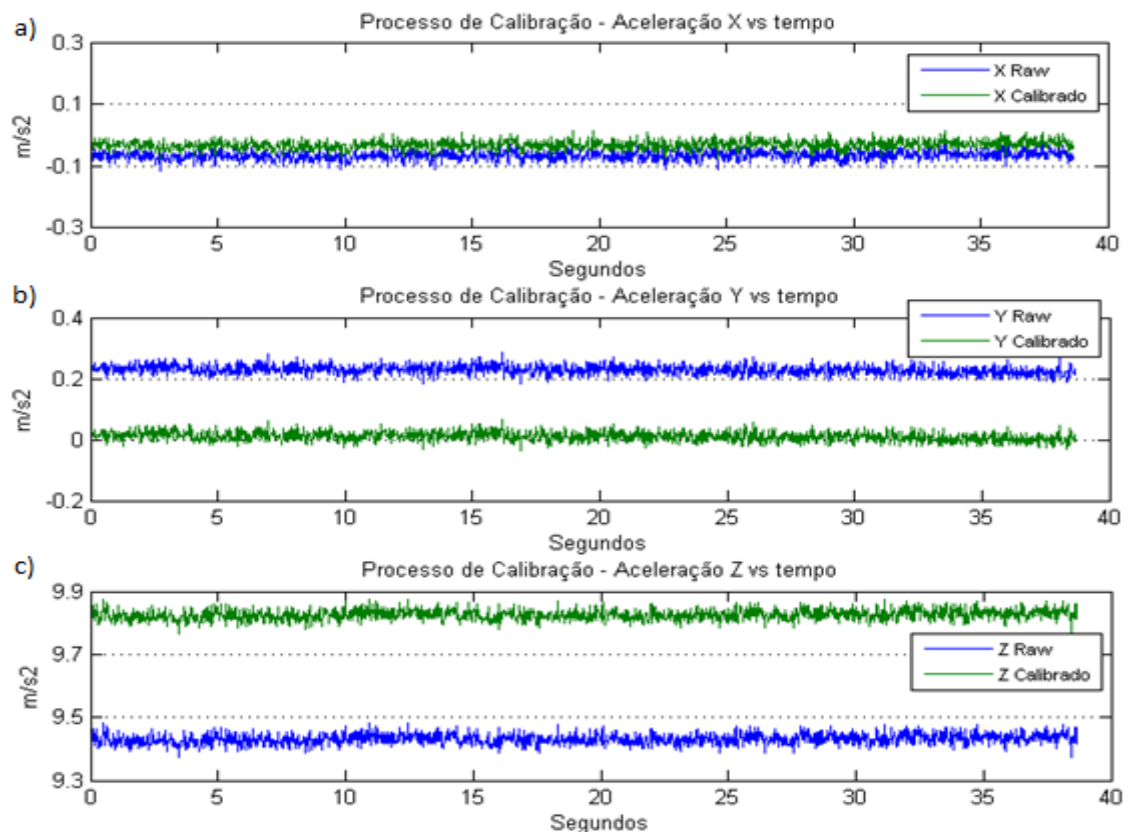 a)
Processo de Calibração - Aceleração X vs tempo
0.3
0.1
-0.1
-0.3
m/s2
X Raw
X Calibrado
0 5 10 15 20 25 30 35 40
Segundos
b)
Processo de Calibração - Aceleração Y vs tempo
0.4
0.2
0
-0.2
m/s2
Y Raw
Y Calibrado
0 5 10 15 20 25 30 35 40
Segundos
c)
Processo de Calibração - Aceleração Z vs tempo
9.9
9.7
9.5
9.3
m/s2
Z Raw
Z Calibrado
0 5 10 15 20 25 30 35 40
Segundos